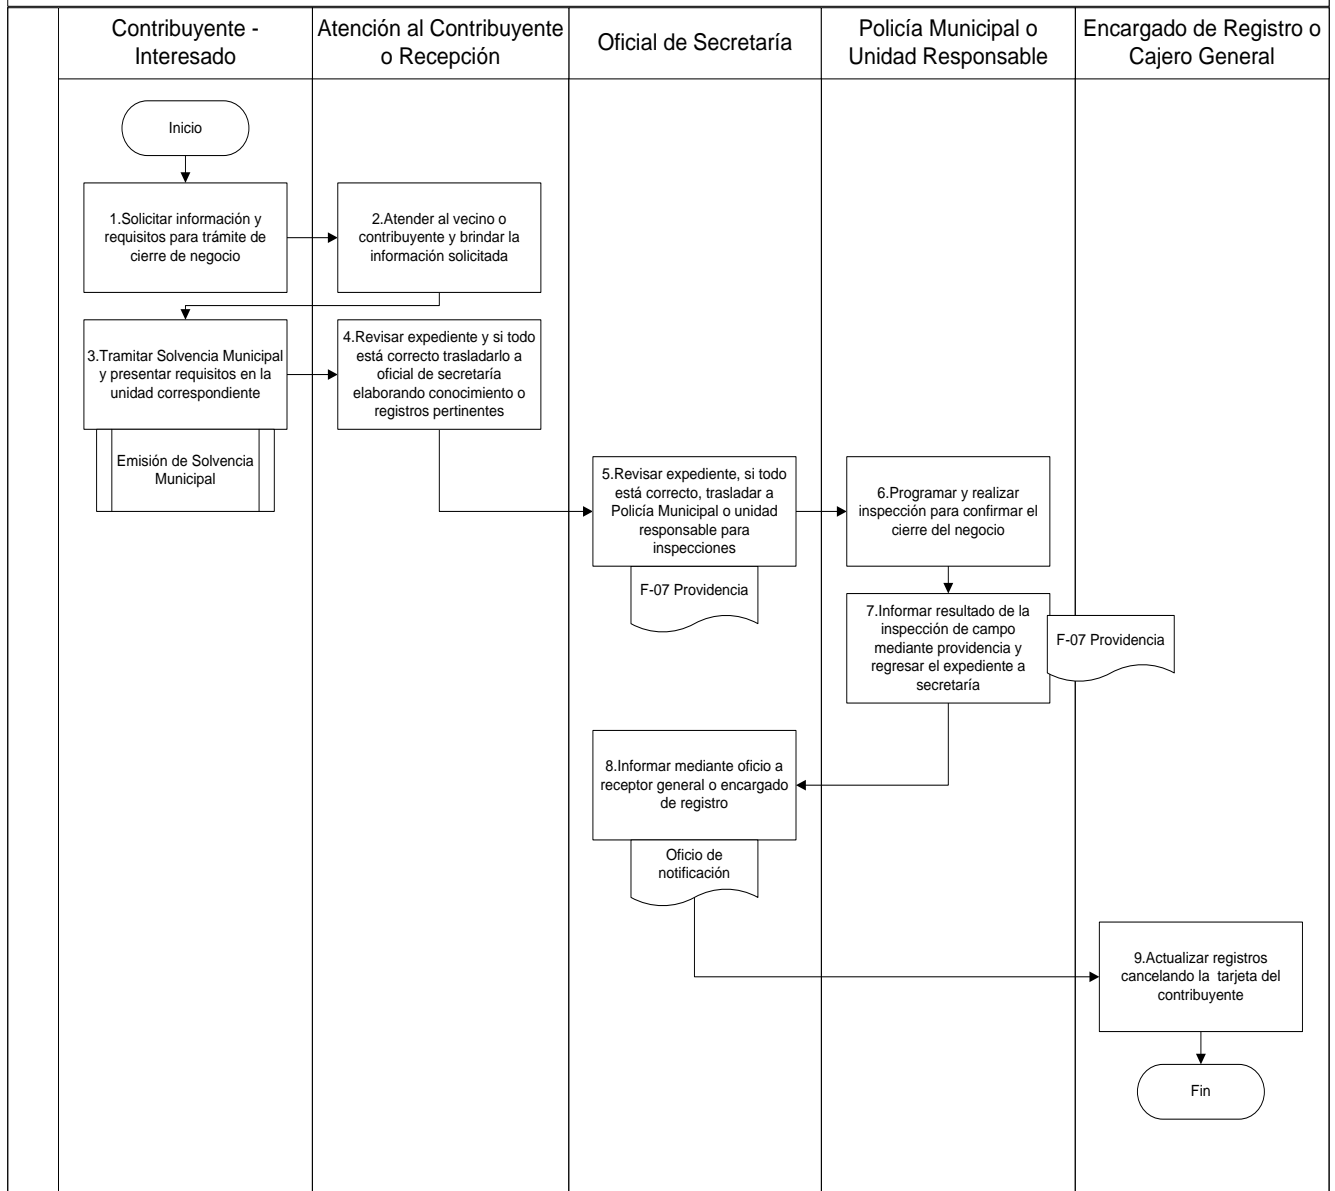 Contribuyente -
Interesado
Atención al Contribuyente
o Recepción
Oficial de Secretaría
Policía Municipal o
Unidad Responsable
Encargado de Registro o
Cajero General
Inicio
1.Solicitar información y
requisitos para trámite de
cierre de negocio
2.Atender al vecino o
contribuyente y brindar la
información solicitada
3.Tramitar Solvencia Municipal
y presentar requisitos en la
unidad correspondiente
Emisión de Solvencia
Municipal
4.Revisar expediente y si todo
está correcto trasladarlo a
oficial de secretaría
elaborando conocimiento o
registros pertinentes
5.Revisar expediente, si todo
está correcto, trasladar a
Policía Municipal o unidad
responsable para
inspecciones
F-07 Providencia
6.Programar y realizar
inspección para confirmar el
cierre del negocio
7.Informar resultado de la
inspección de campo
mediante providencia y
regresar el expediente a
secretaría
F-07 Providencia
8.Informar mediante oficio a
receptor general o encargado
de registro
Oficio de
notificación
9.Actualizar registros
cancelando la tarjeta del
contribuyente
Fin